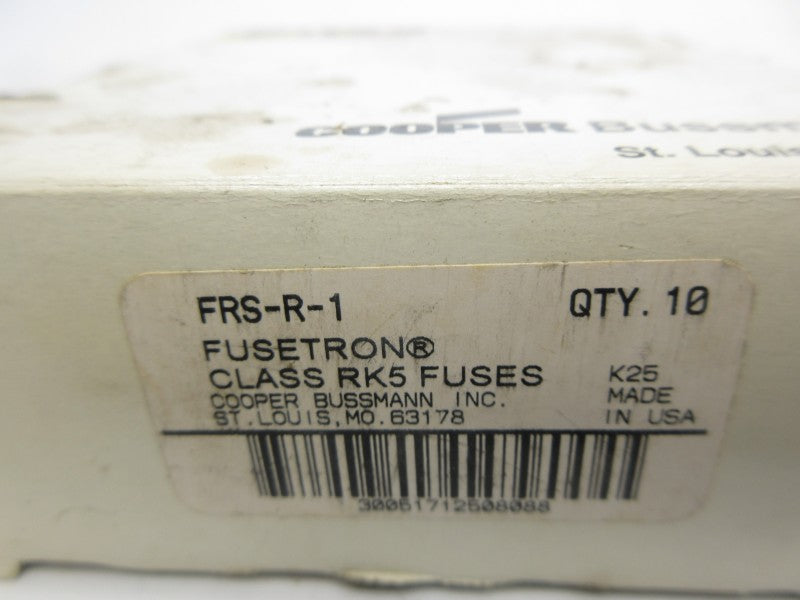 COOPER Bussm
St. Louis
FRS-R-1 QTY. 10
FUSETRON®
CLASS RK5 FUSES K25
COOPER BUSSMANN INC. MADE
ST.LOUIS,MO.63178 IN USA
30051712508088